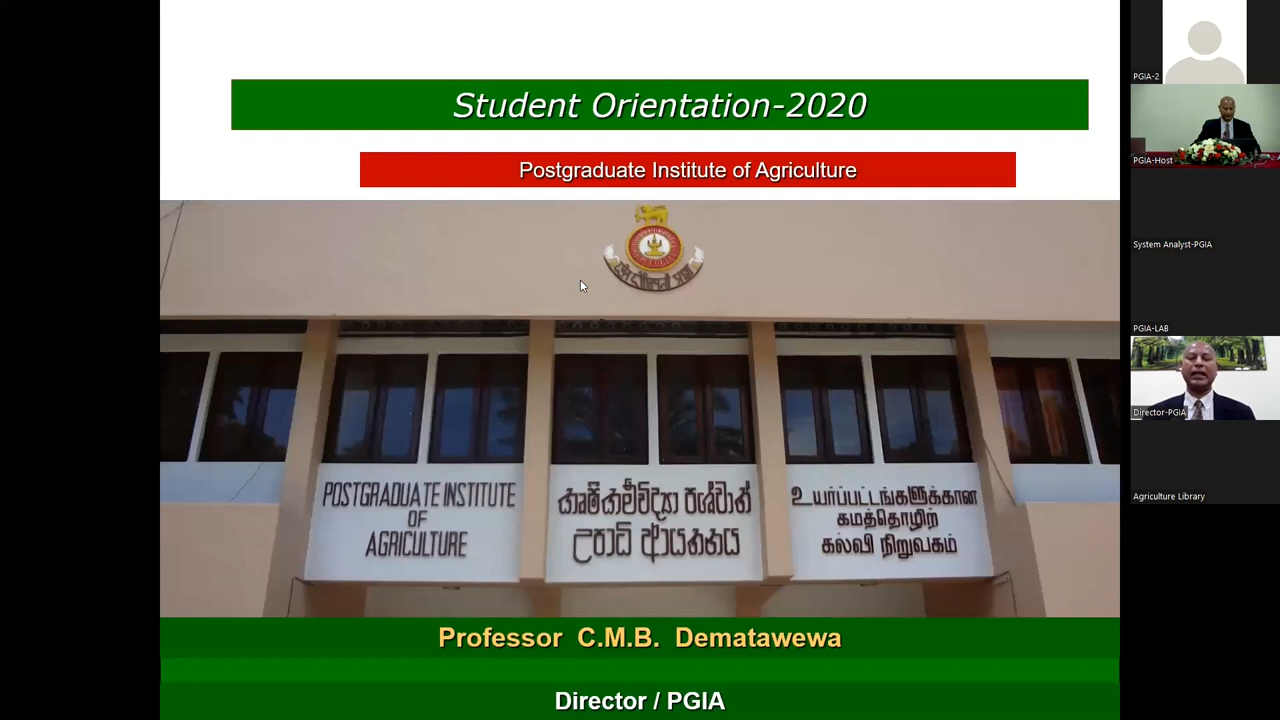 Student Orientation-2020
Postgraduate Institute of Agriculture
POSTGRADUATE INSTITUTE
OF
AGRICULTURE
කෘෂිකර්ම විද්‍යා පශ්චාත්
උපාධි ආයතනය
உயர்ப்பட்டங்களுக்கான
கமத்தொழிற்
கல்வி நிறுவகம்
Professor C.M.B. Dematawewa
Director / PGIA
PGIA-2
PGIA-Host
System Analyst-PGIA
PGIA-LAB
Director-PGIA
Agriculture Library